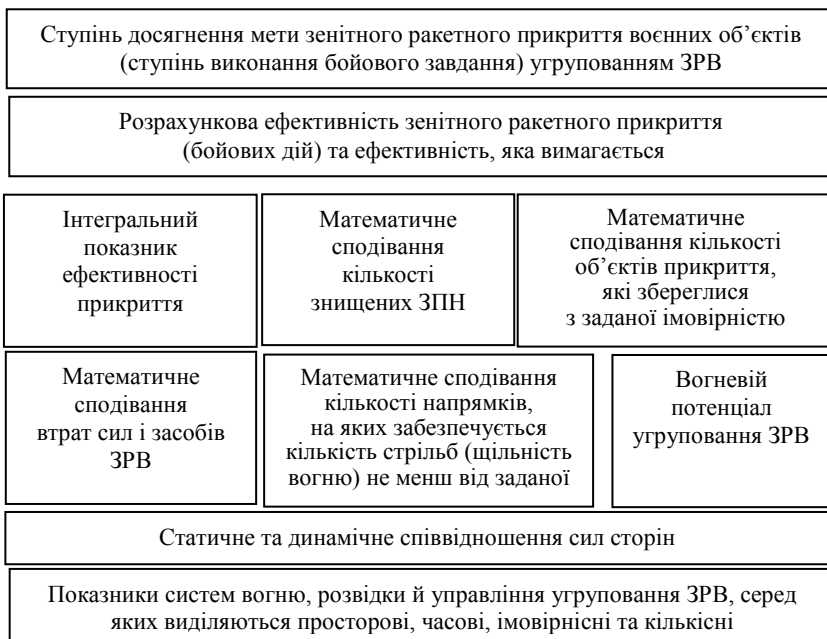 Ступінь досягнення мети зенітного ракетного прикриття воєнних об’єктів
(ступінь виконання бойового завдання) угрупованням ЗРВ
Розрахункова ефективність зенітного ракетного прикриття
(бойових дій) та ефективність, яка вимагається
Інтегральний
показник
ефективності
прикриття
Математичне
сподівання
кількості
знищених ЗПН
Математичне
сподівання кількості
об’єктів прикриття,
які збереглися
з заданої імовірністю
Математичне
сподівання
втрат сил і засобів
ЗРВ
Математичне сподівання
кількості напрямків,
на яких забезпечується
кількість стрільб (щільність
вогню) не менш від заданої
Вогневій
потенціал
угруповання ЗРВ
Статичне та динамічне співвідношення сил сторін
Показники систем вогню, розвідки й управління угруповання ЗРВ, серед
яких виділяються просторові, часові, імовірнісні та кількісні